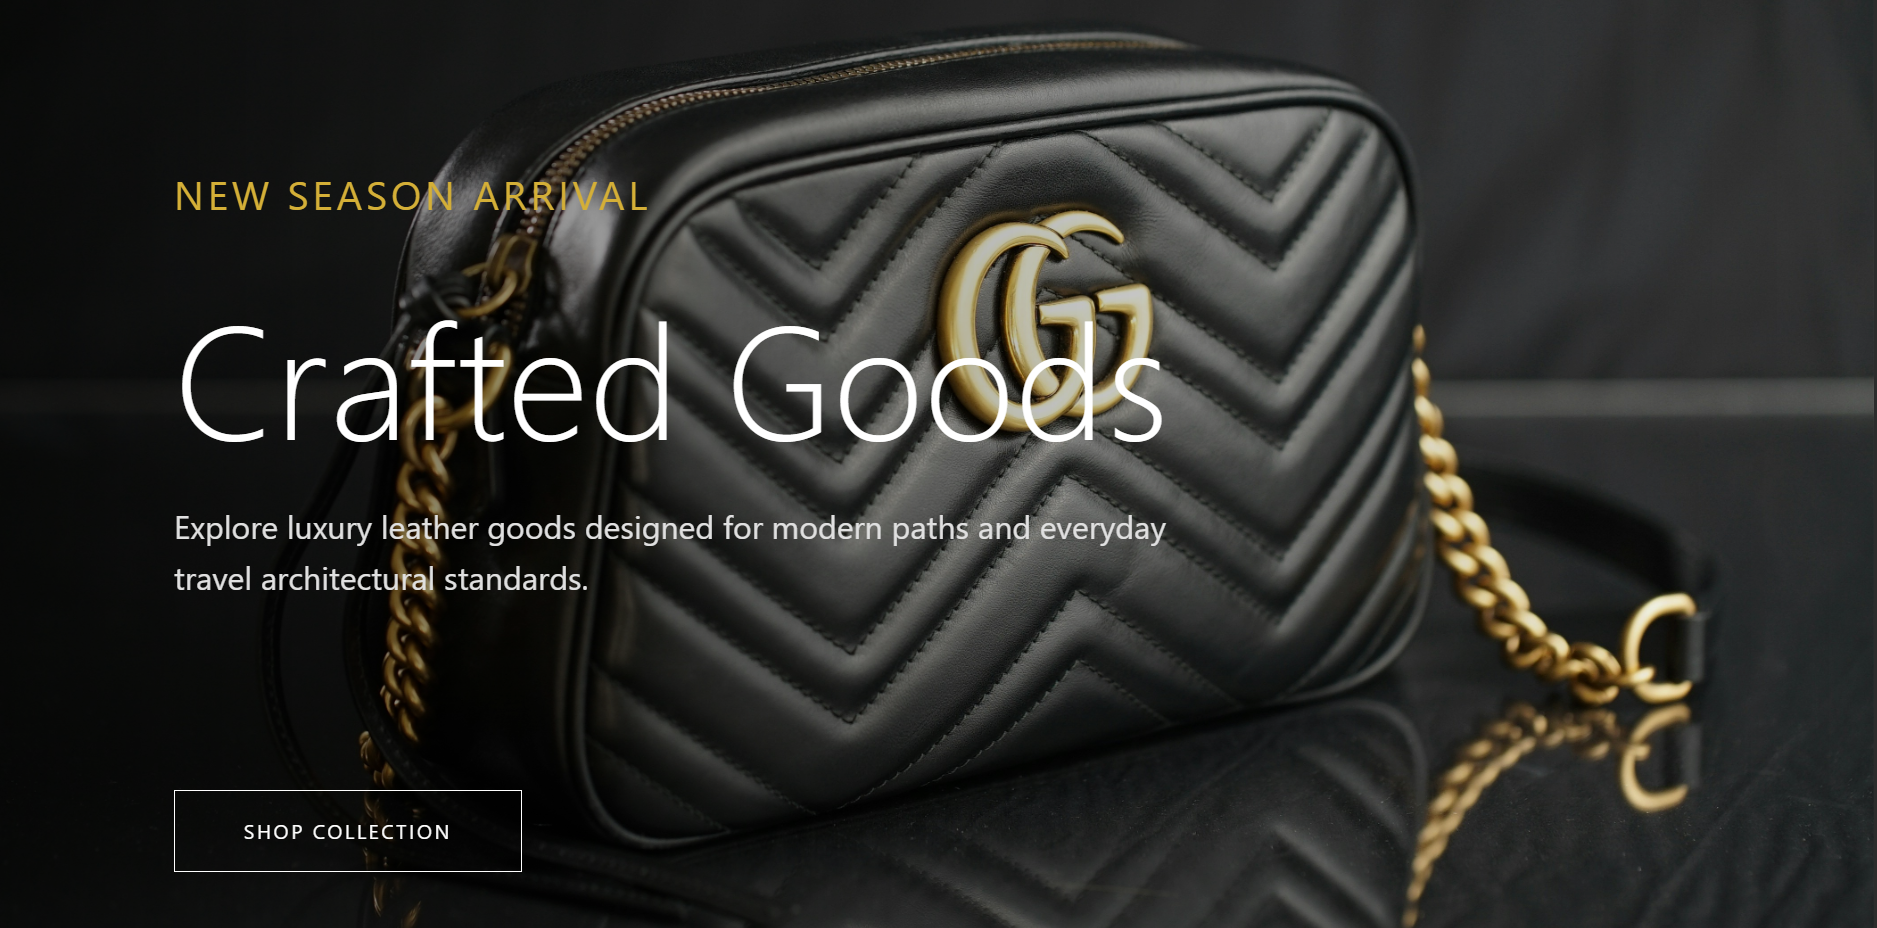 NEW SEASON ARRIVAL
Crafted Goods
Explore luxury leather goods designed for modern paths and everyday
travel architectural standards.
SHOP COLLECTION